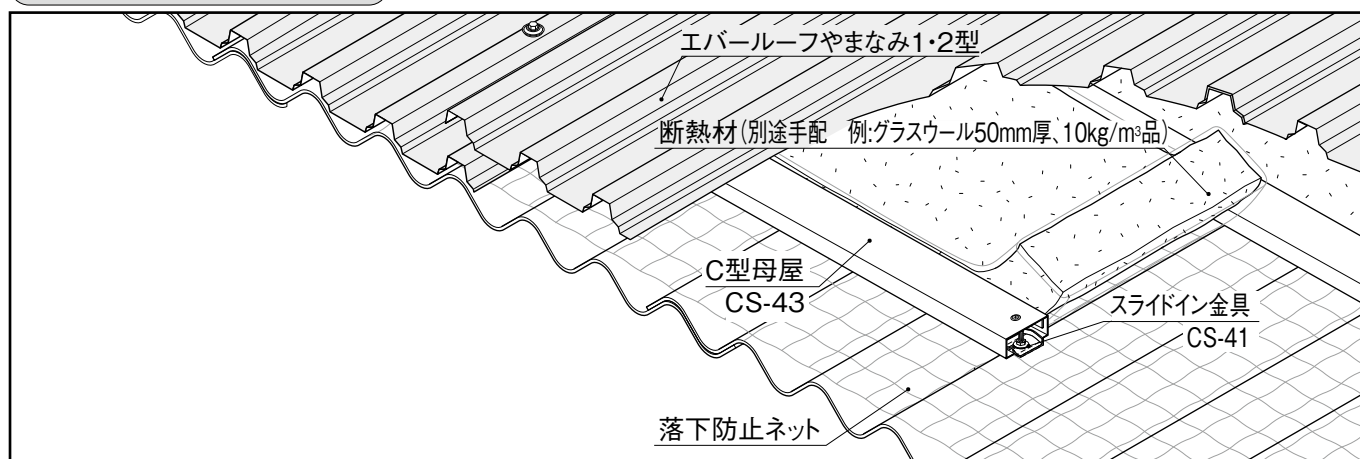 エバールーフやまなみ1・2型
断熱材(別途手配　例:グラスウール50mm厚、10kg/m³品)
C型母屋
CS-43
スライドイン金具
CS-41
落下防止ネット